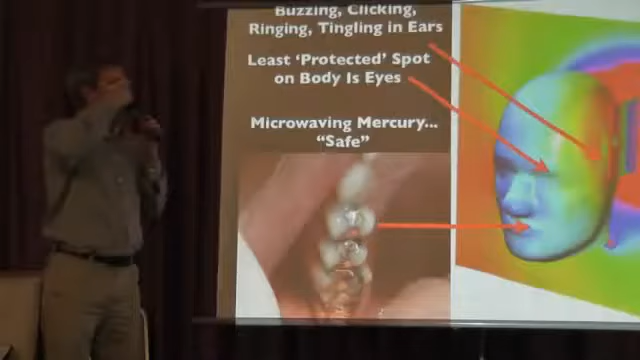 Buzzing, Clicking,
Ringing, Tingling in Ears
Least ‘Protected’ Spot
on Body Is Eyes
Microwaving Mercury...
“Safe”